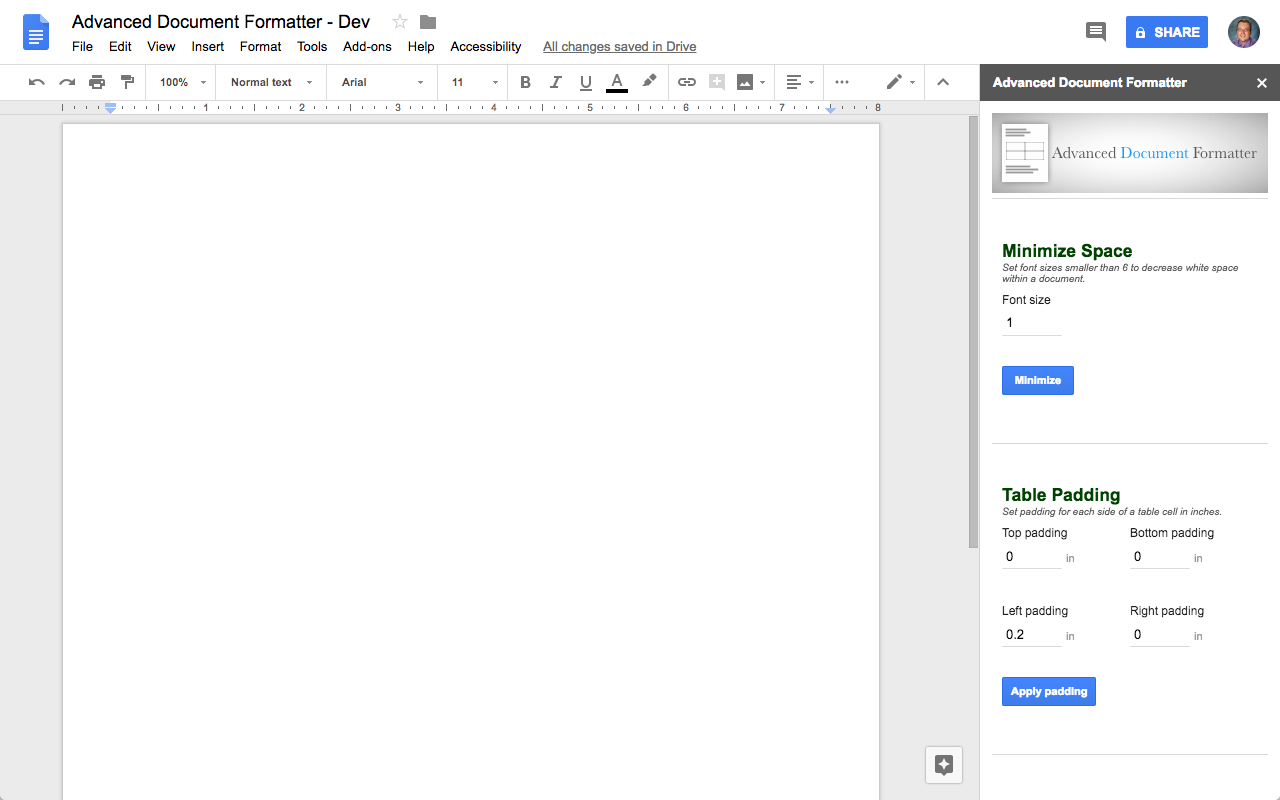 Advanced Document Formatter - Dev
File Edit View Insert Format Tools Add-ons Help Accessibility All changes saved in Drive
SHARE
100% Normal text Arial 11 B I U A
1 2 3 4 5 6 7 8
Advanced Document Formatter
Advanced Document Formatter
Minimize Space
Set font sizes smaller than 6 to decrease white space
within a document.
Font size
1
Minimize
Table Padding
Set padding for each side of a table cell in inches.
Top padding Bottom padding
0 in 0 in
Left padding Right padding
0.2 in 0 in
Apply padding